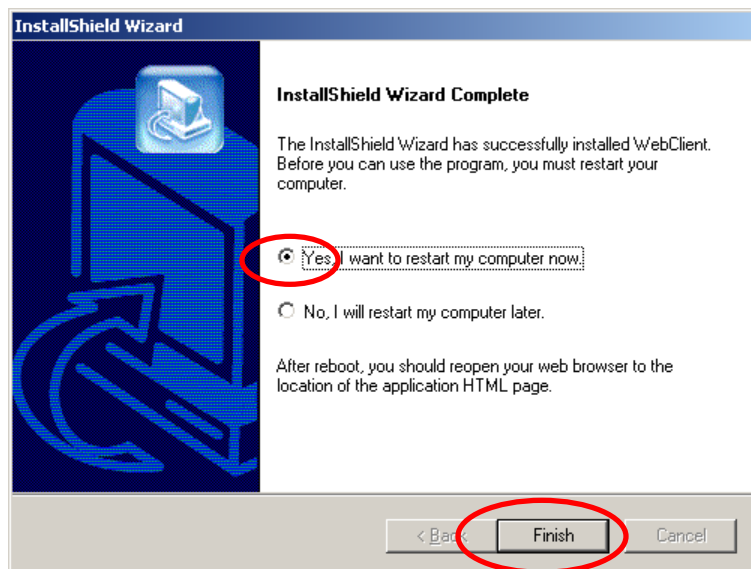 InstallShield Wizard
InstallShield Wizard Complete
The InstallShield Wizard has successfully installed WebClient.
Before you can use the program, you must restart your
computer.
Yes, I want to restart my computer now.
No, I will restart my computer later.
After reboot, you should reopen your web browser to the
location of the application HTML page.
< Back Finish Cancel